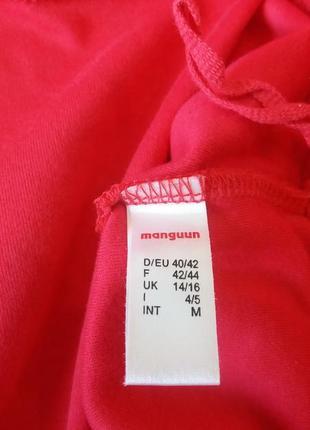 manguun
D/EU 40/42
F 42/44
UK 14/16
I 4/5
INT M